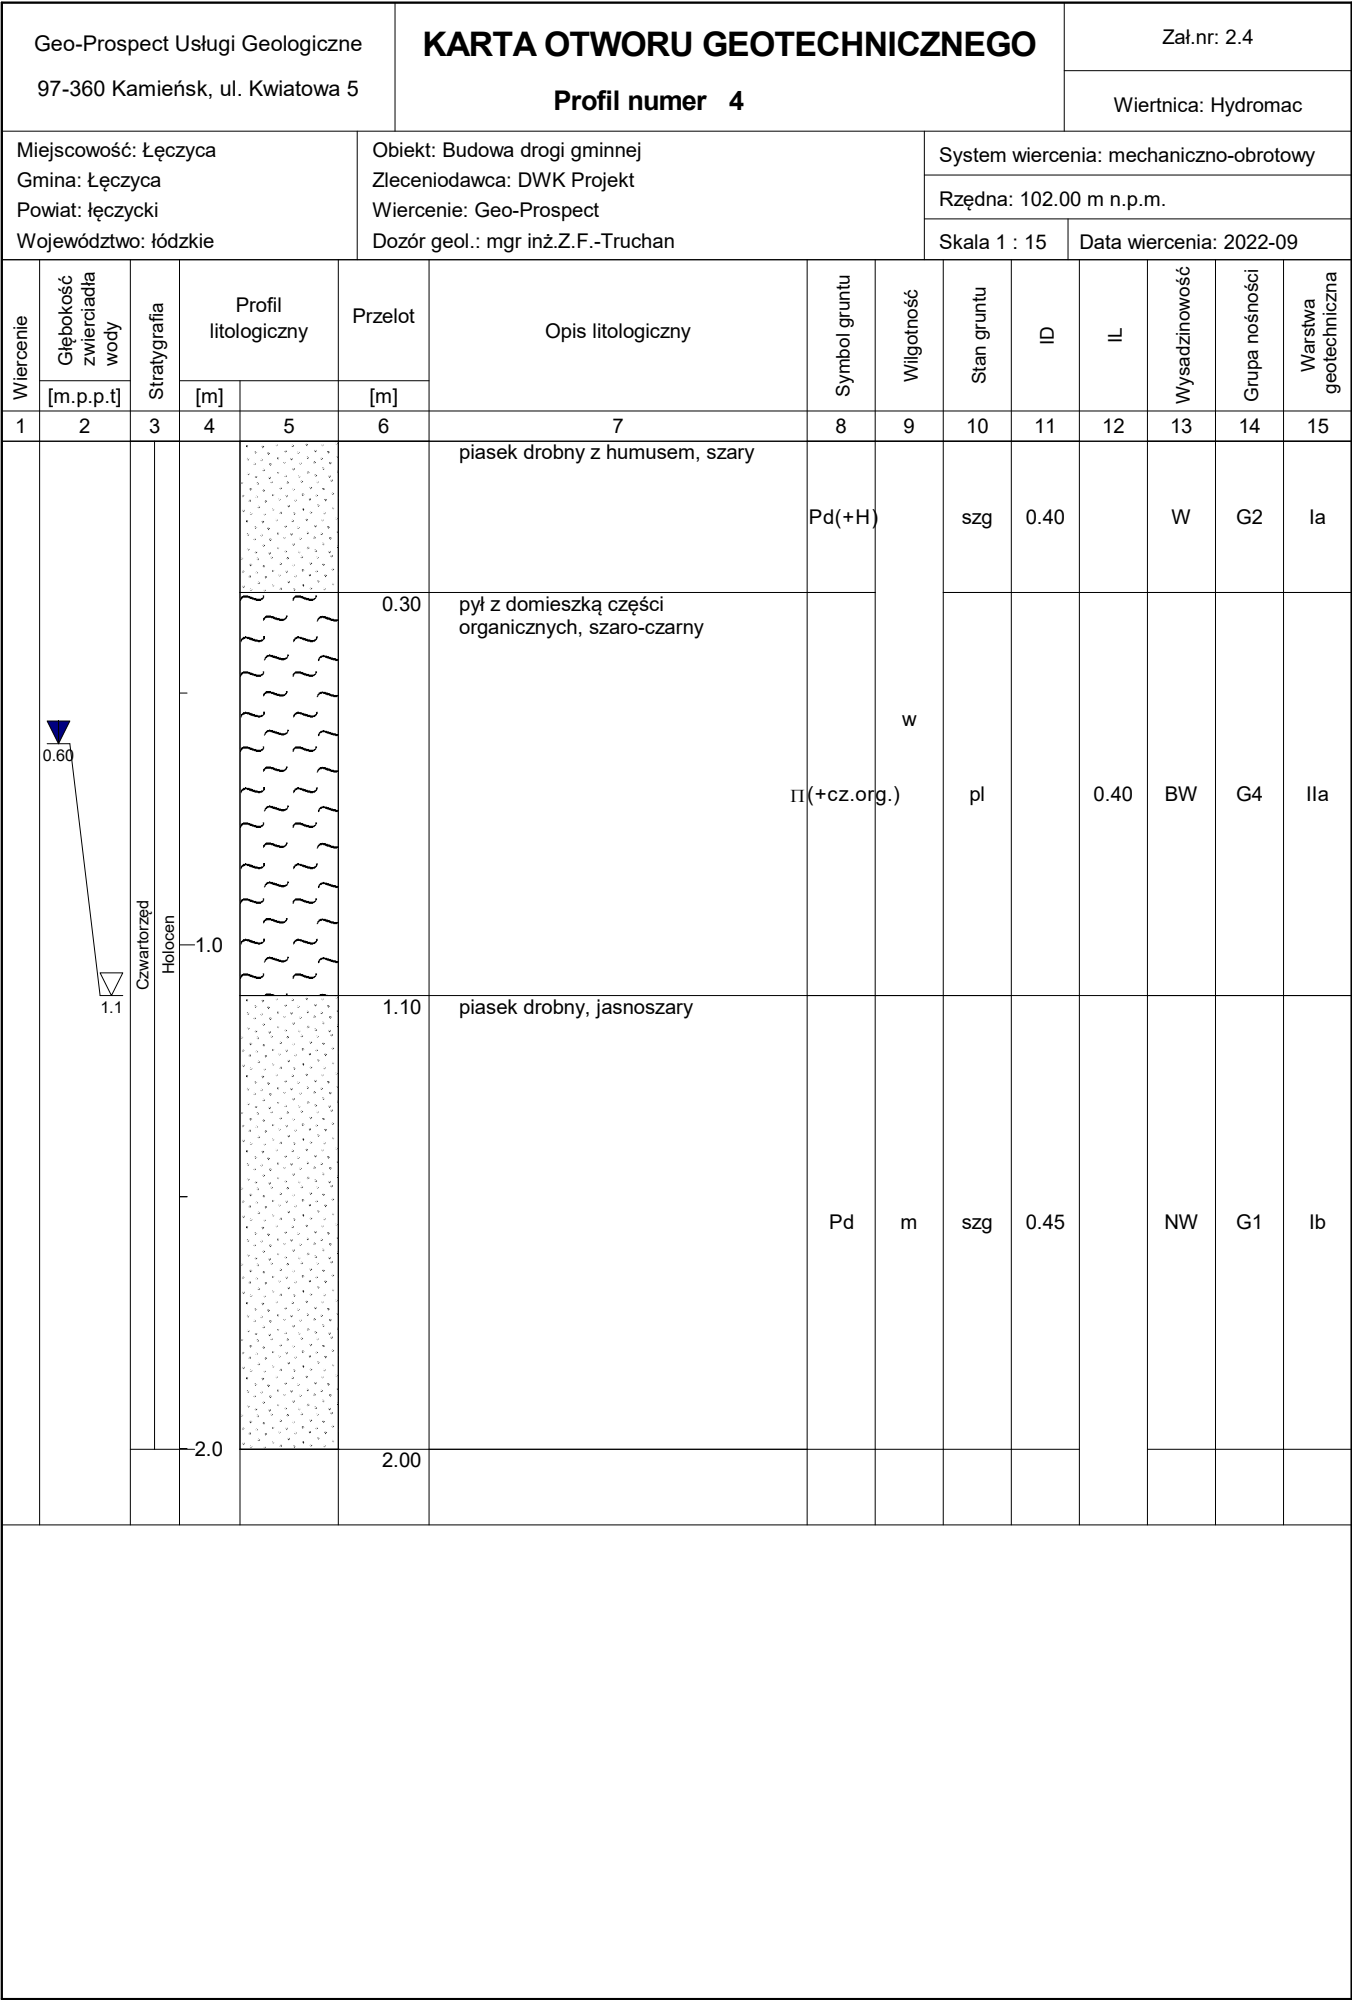 Geo-Prospect Usługi Geologiczne
97-360 Kamieńsk, ul. Kwiatowa 5
KARTA OTWORU GEOTECHNICZNEGO
Profil numer 4
Zał.nr: 2.4
Wiertnica: Hydromac
Miejscowość: Łęczyca
Gmina: Łęczyca
Powiat: łęczycki
Województwo: łódzkie
Obiekt: Budowa drogi gminnej
Zleceniodawca: DWK Projekt
Wiercenie: Geo-Prospect
Dozór geol.: mgr inż.Z.F.-Truchan
System wiercenia: mechaniczno-obrotowy
Rzędna: 102.00 m n.p.m.
Skala 1 : 15
Data wiercenia: 2022-09
Wiercenie
Głębokość
zwierciadła
wody
[m.p.p.t]
Stratygrafia
Profil
litologiczny
[m]
Przelot
[m]
Opis litologiczny
Symbol gruntu
Wilgotność
Stan gruntu
ID
IL
Wysadzinowość
Grupa nośności
Warstwa
geotechniczna
1 2 3 4 5 6 7 8 9 10 11 12 13 14 15
piasek drobny z humusem, szary
Pd(+H) szg 0.40 W G2 Ia
0.30
pył z domieszką części
organicznych, szaro-czarny
w
0.60
Π(+cz.org.) pl 0.40 BW G4 IIa
Czwartorzęd
Holocen
1.0
1.1
1.10 piasek drobny, jasnoszary
Pd m szg 0.45 NW G1 Ib
2.0
2.00